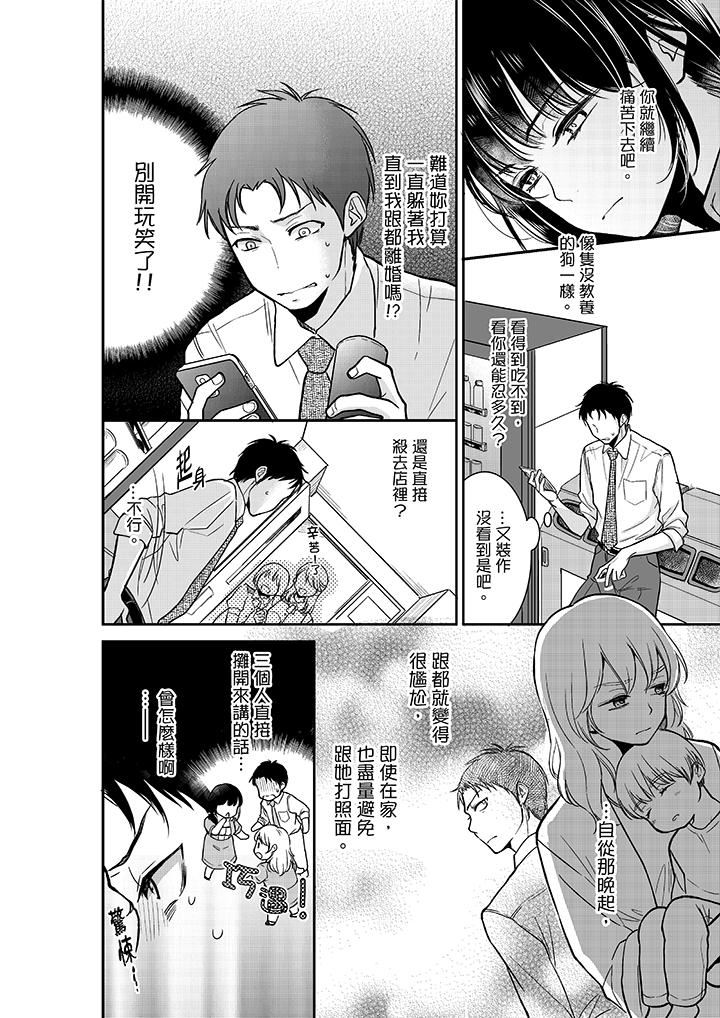 你就繼續
痛苦下去吧。
像隻沒教養
的狗一樣。
看得到吃不到，
看你還能忍多久？
…又裝作
沒看到是吧。
難道妳打算
一直躲著我
直到我跟都離婚嗎!?
別開玩笑了!!
還是直接
殺去店裡？
辛苦~了
起身
…不行。
…自從那晚起，
跟都就變得
很尷尬，
即使在家，
也盡量避免
跟她打照面。
三個人直接
攤開來講的話…
會怎麼樣啊
…——
巧遇…
驚悚~!